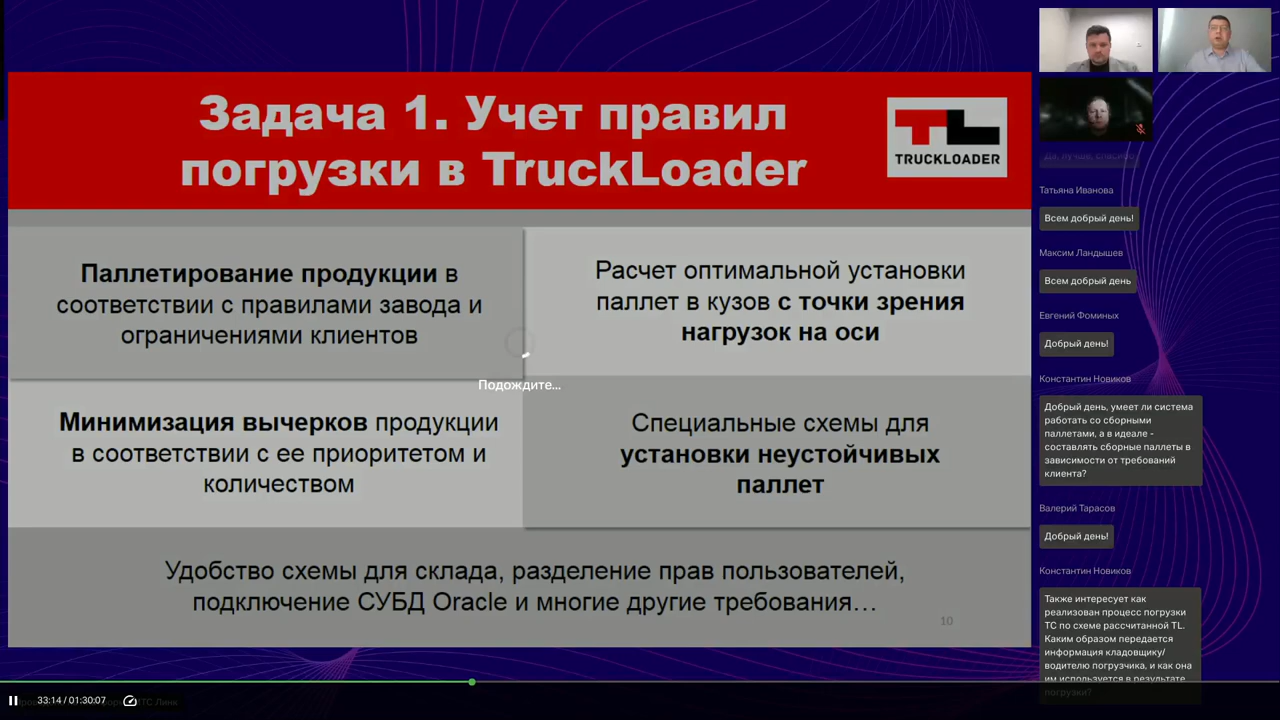 Задача 1. Учет правил
погрузки в TruckLoader
TL
TRUCKLOADER
Паллетирование продукции в
соответствии с правилами завода и
ограничениями клиентов
Расчет оптимальной установки
паллет в кузов с точки зрения
нагрузок на оси
Подождите...
Минимизация вычерков продукции
в соответствии с ее приоритетом и
количеством
Специальные схемы для
установки неустойчивых
паллет
Удобство схемы для склада, разделение прав пользователей,
подключение СУБД Oracle и многие другие требования…
10
Да, лучше, спасибо
Татьяна Иванова
Всем добрый день!
Максим Ландышев
Всем добрый день
Евгений Фоминых
Добрый день!
Константин Новиков
Добрый день, умеет ли система
работать со сборными
паллетами, а в идеале -
составлять сборные паллеты в
зависимости от требований
клиента?
Валерий Тарасов
Добрый день!
Константин Новиков
Также интересует как
реализован процесс погрузки
ТС по схеме рассчитанной TL.
Каким образом передается
информация кладовщику/
водителю погрузчика, и как она
им используется в результате
погрузки?
33:14 / 01:30:07